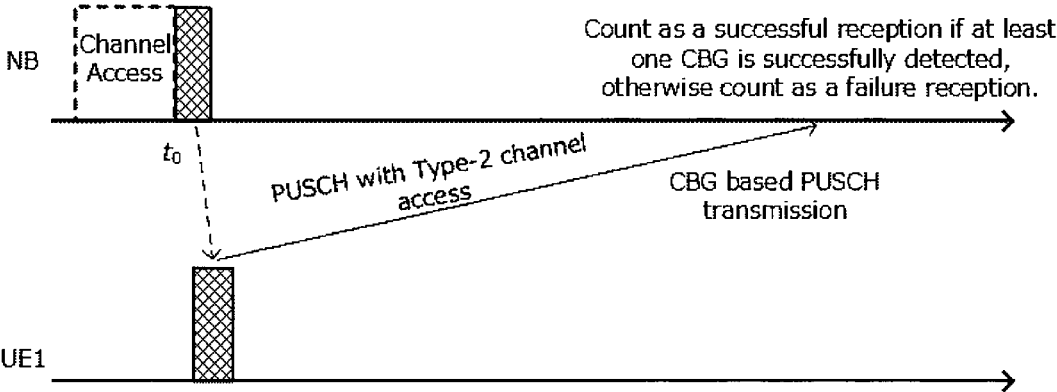 NB
Channel
Access
Count as a successful reception if at least
one CBG is successfully detected,
otherwise count as a failure reception.
t₀
PUSCH with Type-2 channel
access
CBG based PUSCH
transmission
UE1